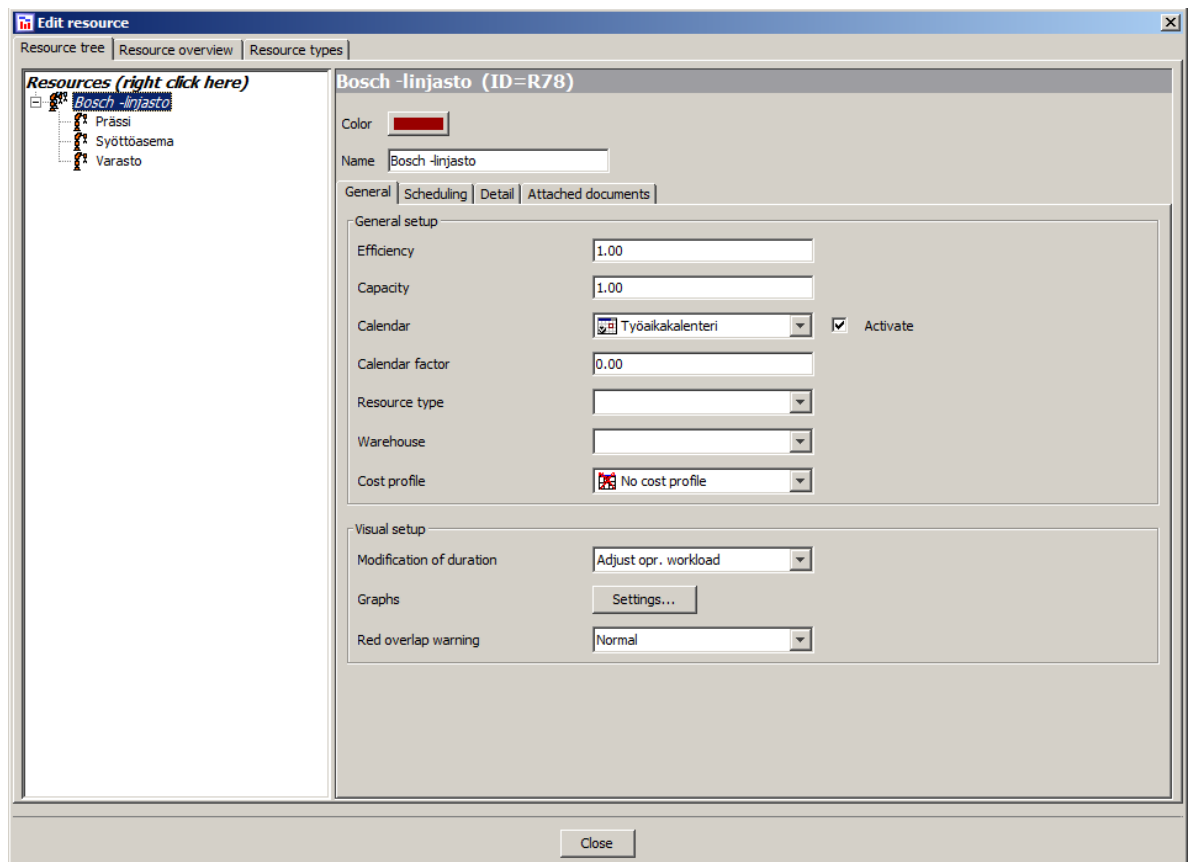 Edit resource
Resource tree Resource overview Resource types
Resources (right click here)
Bosch -linjasto
Prässi
Syöttöasema
Varasto
Bosch -linjasto (ID=R78)
Color
Name Bosch -linjasto
General Scheduling Detail Attached documents
General setup
Efficiency 1.00
Capacity 1.00
Calendar Työaikakalenteri Activate
Calendar factor 0.00
Resource type
Warehouse
Cost profile No cost profile
Visual setup
Modification of duration Adjust opr. workload
Graphs Settings...
Red overlap warning Normal
Close